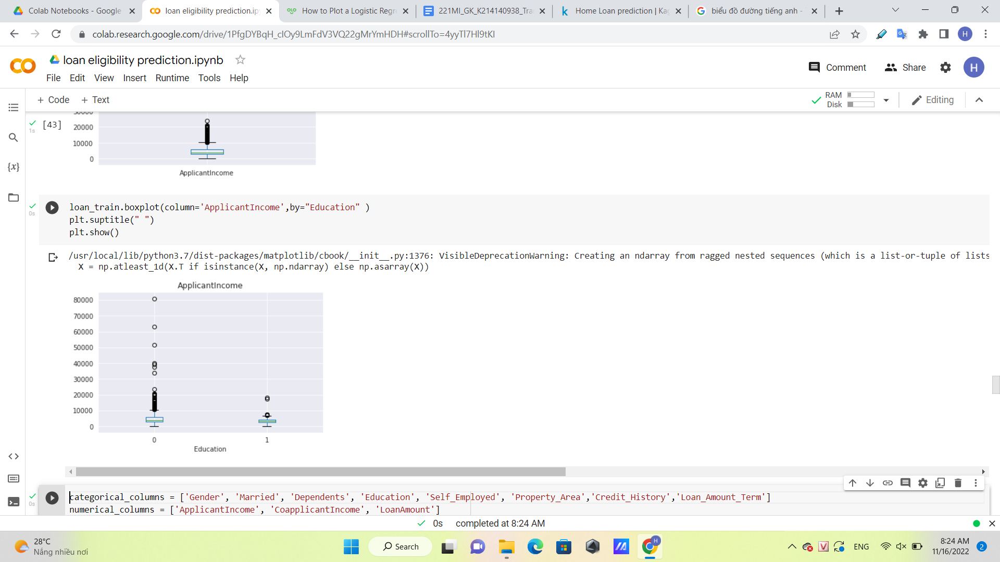 Colab Notebooks - Google
loan eligibility prediction.ipy
How to Plot a Logistic Regr
221MI_GK_K214140938_Tra
Home Loan prediction | Kag
biểu đồ đường tiếng anh -
colab.research.google.com/drive/1PfgDYBqH_cIOy9LmFdV3VQ22gMrYmHDH#scrollTo=4yyTl7Hl9tKI
H
loan eligibility prediction.ipynb
File Edit View Insert Runtime Tools Help
Comment
Share
H
+ Code + Text
RAM
Disk
Editing
30000
[43]
1s
20000
10000
0
ApplicantIncome
{x}
0s
loan_train.boxplot(column='ApplicantIncome',by="Education" )
plt.suptitle(" ")
plt.show()
/usr/local/lib/python3.7/dist-packages/matplotlib/cbook/__init__.py:1376: VisibleDeprecationWarning: Creating an ndarray from ragged nested sequences (which is a list-or-tuple of lists
X = np.atleast_1d(X.T if isinstance(X, np.ndarray) else np.asarray(X))
ApplicantIncome
80000
70000
60000
50000
40000
30000
20000
10000
0
0 1
Education
0s
categorical_columns = ['Gender', 'Married', 'Dependents', 'Education', 'Self_Employed', 'Property_Area','Credit_History','Loan_Amount_Term']
numerical_columns = ['ApplicantIncome', 'CoapplicantIncome', 'LoanAmount']
0s completed at 8:24 AM
28°C
Nắng nhiều nơi
Search
H
V
ENG
8:24 AM
11/16/2022
2